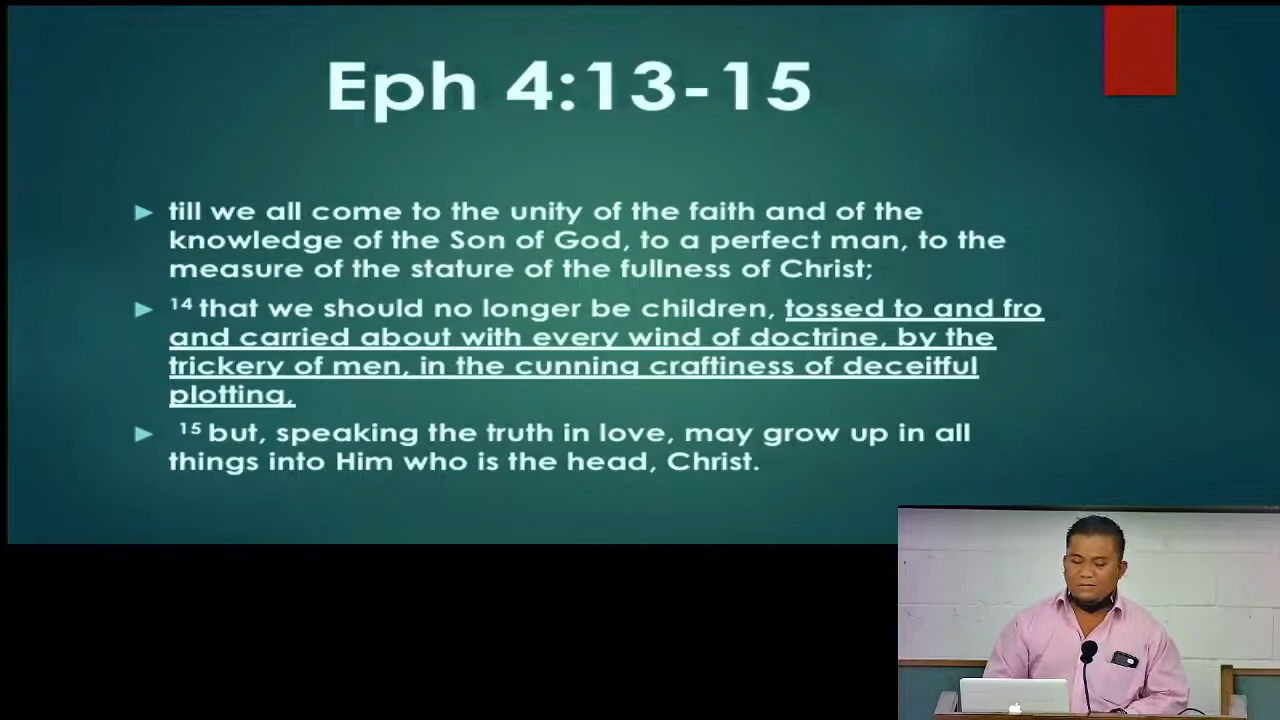 Eph 4:13-15
till we all come to the unity of the faith and of the
knowledge of the Son of God, to a perfect man, to the
measure of the stature of the fullness of Christ;
14 that we should no longer be children, tossed to and fro
and carried about with every wind of doctrine, by the
trickery of men, in the cunning craftiness of deceitful
plotting,
15 but, speaking the truth in love, may grow up in all
things into Him who is the head, Christ.